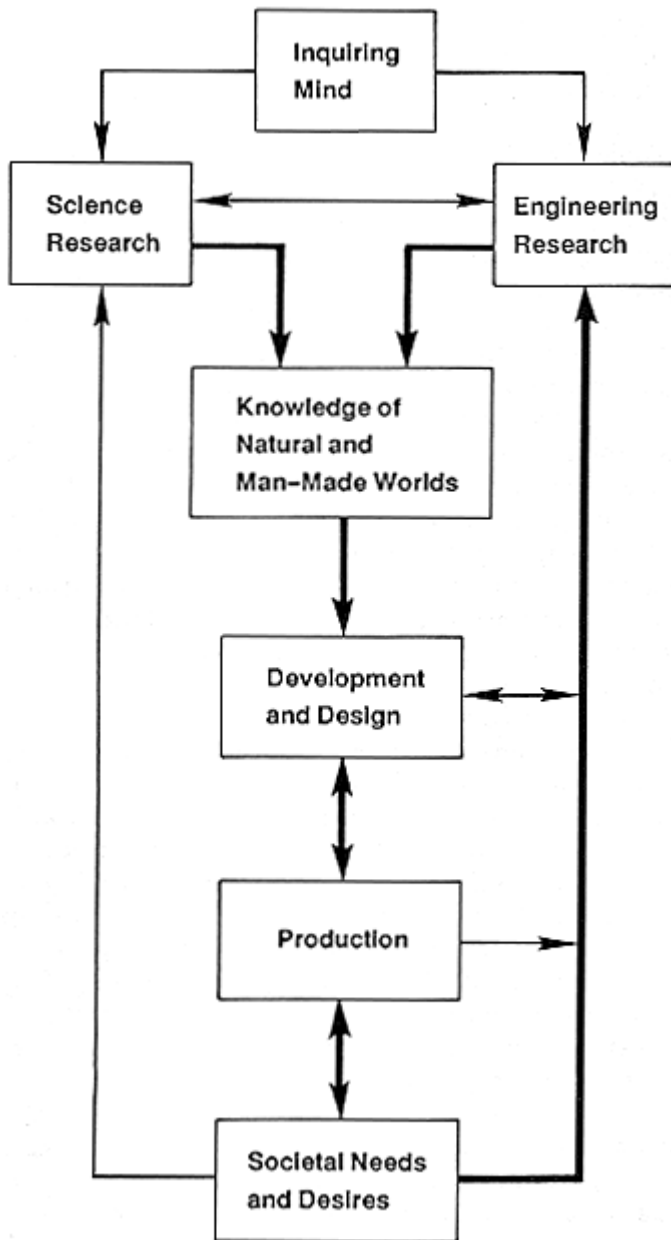 Inquiring
Mind
Science
Research
Engineering
Research
Knowledge of
Natural and
Man-Made Worlds
Development
and Design
Production
Societal Needs
and Desires